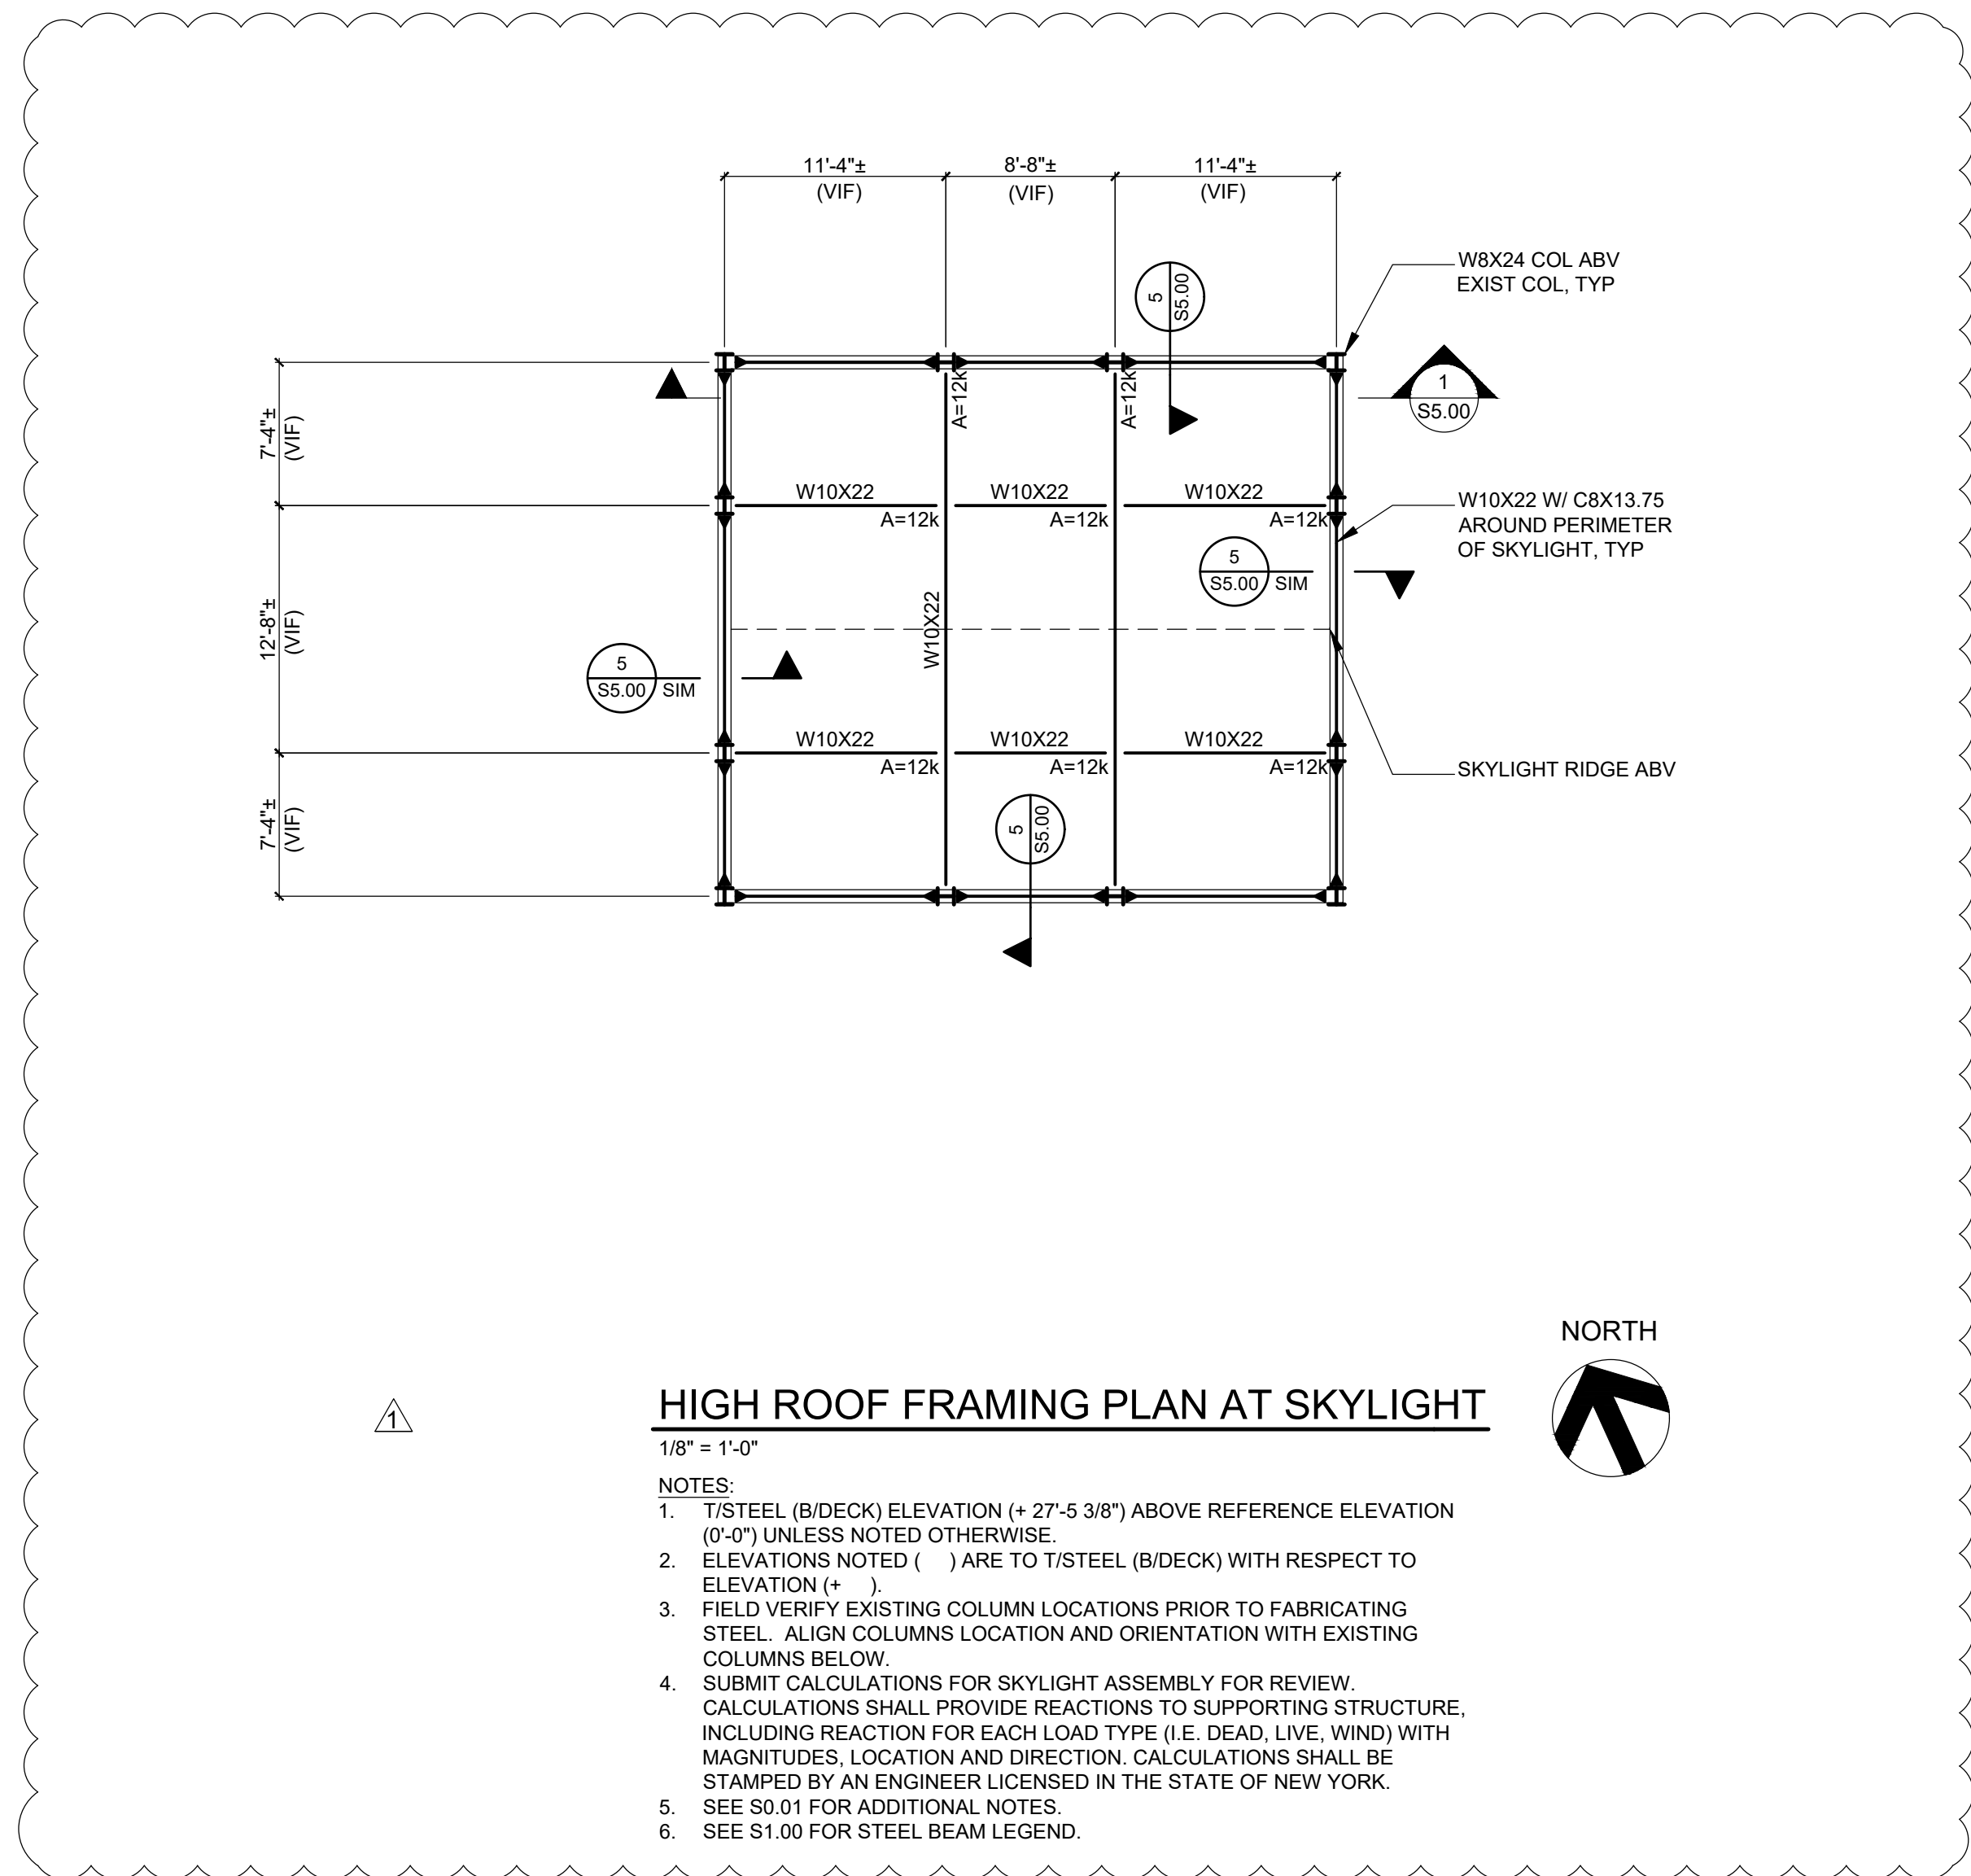 11'-4"±
(VIF)
8'-8"±
(VIF)
11'-4"±
(VIF)
W8X24 COL ABV
EXIST COL, TYP
5
S5.00
1
S5.00
7'-4"±
(VIF)
A=12k
A=12k
W10X22
A=12k
W10X22
A=12k
W10X22
A=12k
W10X22 W/ C8X13.75
AROUND PERIMETER
OF SKYLIGHT, TYP
5
S5.00 SIM
12'-8"±
(VIF)
W10X22
5
S5.00 SIM
W10X22
A=12k
W10X22
A=12k
W10X22
A=12k
SKYLIGHT RIDGE ABV
7'-4"±
(VIF)
5
S5.00
NORTH
1
HIGH ROOF FRAMING PLAN AT SKYLIGHT
1/8" = 1'-0"
NOTES:
1. T/STEEL (B/DECK) ELEVATION (+ 27'-5 3/8") ABOVE REFERENCE ELEVATION
(0'-0") UNLESS NOTED OTHERWISE.
2. ELEVATIONS NOTED (    ) ARE TO T/STEEL (B/DECK) WITH RESPECT TO
ELEVATION (+    ).
3. FIELD VERIFY EXISTING COLUMN LOCATIONS PRIOR TO FABRICATING
STEEL. ALIGN COLUMNS LOCATION AND ORIENTATION WITH EXISTING
COLUMNS BELOW.
4. SUBMIT CALCULATIONS FOR SKYLIGHT ASSEMBLY FOR REVIEW.
CALCULATIONS SHALL PROVIDE REACTIONS TO SUPPORTING STRUCTURE,
INCLUDING REACTION FOR EACH LOAD TYPE (I.E. DEAD, LIVE, WIND) WITH
MAGNITUDES, LOCATION AND DIRECTION. CALCULATIONS SHALL BE
STAMPED BY AN ENGINEER LICENSED IN THE STATE OF NEW YORK.
5. SEE S0.01 FOR ADDITIONAL NOTES.
6. SEE S1.00 FOR STEEL BEAM LEGEND.